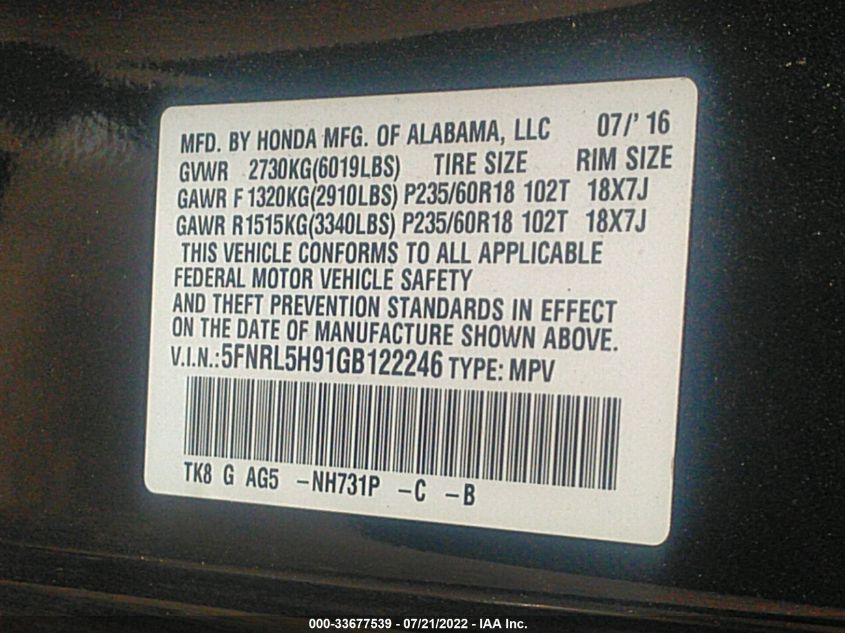 MFD. BY HONDA MFG. OF ALABAMA, LLC 07/' 16
GVWR 2730KG(6019LBS) TIRE SIZE RIM SIZE
GAWR F 1320KG(2910LBS) P235/60R18 102T 18X7J
GAWR R1515KG(3340LBS) P235/60R18 102T 18X7J
THIS VEHICLE CONFORMS TO ALL APPLICABLE
FEDERAL MOTOR VEHICLE SAFETY
AND THEFT PREVENTION STANDARDS IN EFFECT
ON THE DATE OF MANUFACTURE SHOWN ABOVE.
V.I.N.:5FNRL5H91GB122246 TYPE: MPV
TK8 G AG5 -NH731P -C -B
000-33677539 - 07/21/2022 - IAA Inc.